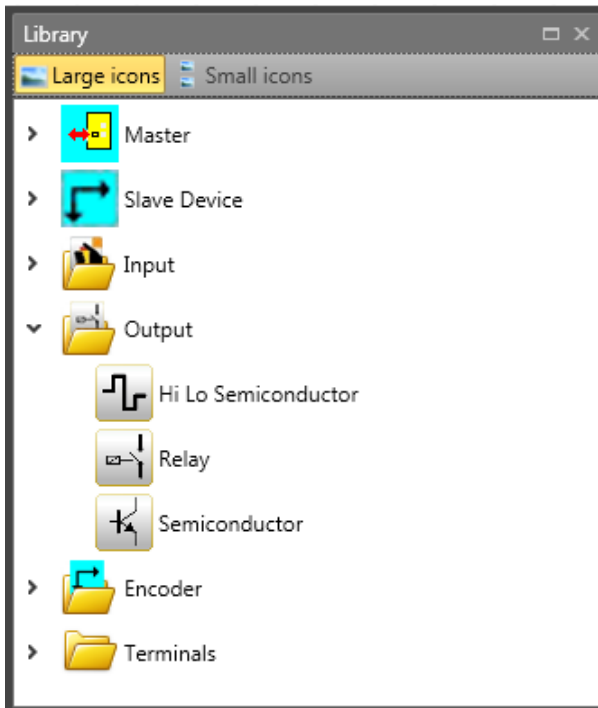 Library
Large icons Small icons
Master
Slave Device
Input
Output
Hi Lo Semiconductor
Relay
Semiconductor
Encoder
Terminals